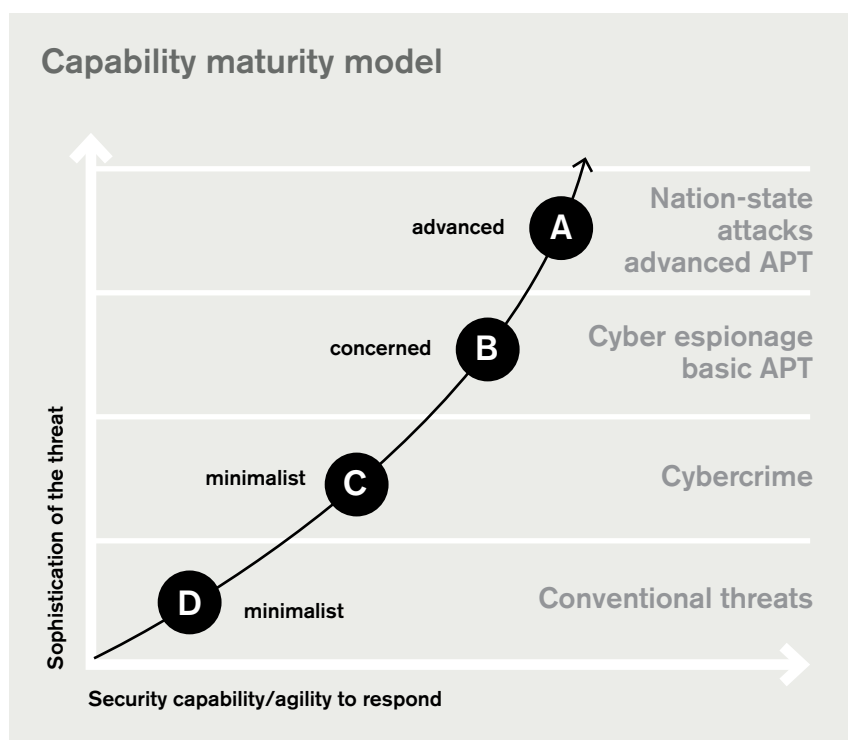 Capability maturity model
advanced
A
Nation-state
attacks
advanced APT
concerned
B
Cyber espionage
basic APT
minimalist
C
Cybercrime
D
minimalist
Conventional threats
Sophistication of the threat
Security capability/agility to respond